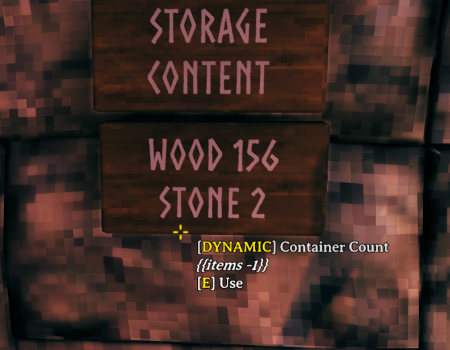 STORAGE
CONTENT
WOOD 156
STONE 2
[DYNAMIC] Container Count
{{items -1}}
[E] Use